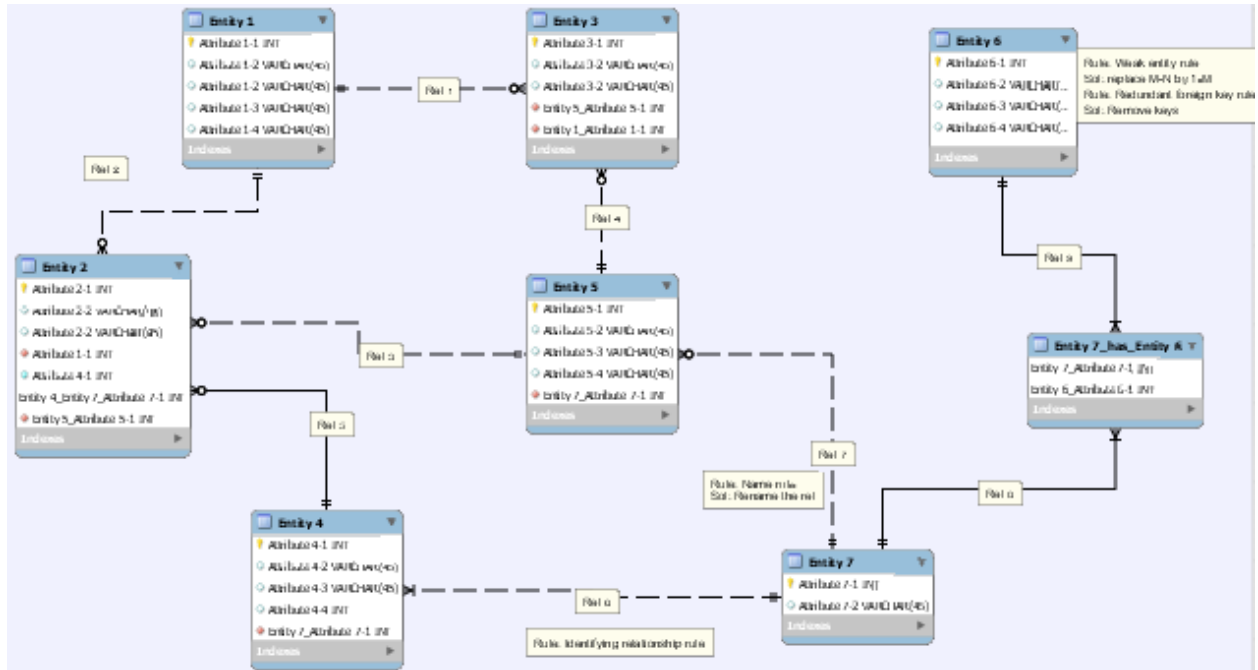 Entity 1
Attribute 1-1 INT
Attribute 1-2 VARCHAR(45)
Attribute 1-2 VARCHAR(45)
Attribute 1-3 VARCHAR(45)
Attribute 1-4 VARCHAR(45)
Indexes
Rel 1
Entity 3
Attribute 3-1 INT
Attribute 3-2 VARCHAR(45)
Attribute 3-2 VARCHAR(45)
Entity 5_Attribute 5-1 INT
Entity 1_Attribute 1-1 INT
Indexes
Entity 6
Attribute 6-1 INT
Attribute 6-2 VARCHAR(...
Attribute 6-3 VARCHAR(...
Attribute 6-4 VARCHAR(...
Indexes
Rule: Weak entity rule
Sol: replace M-N by 1-M
Rule: Redundant foreign key rule
Sol: Remove keys
Rel 2
Rel 4
Entity 2
Attribute 2-1 INT
Attribute 2-2 VARCHAR(45)
Attribute 2-2 VARCHAR(45)
Attribute 1-1 INT
Attribute 4-1 INT
Entity 4_Entity 7_Attribute 7-1 INT
Entity 5_Attribute 5-1 INT
Indexes
Rel 3
Entity 5
Attribute 5-1 INT
Attribute 5-2 VARCHAR(45)
Attribute 5-3 VARCHAR(45)
Attribute 5-4 VARCHAR(45)
Entity 7_Attribute 7-1 INT
Indexes
Rel
Entity 7_has_Entity 6
Entity 7_Attribute 7-1 INT
Entity 6_Attribute 6-1 INT
Indexes
Rel 5
Rel 7
Rule: Name rule
Sol: Rename the rel
Rel
Entity 4
Attribute 4-1 INT
Attribute 4-2 VARCHAR(45)
Attribute 4-3 VARCHAR(45)
Attribute 4-4 INT
Entity 7_Attribute 7-1 INT
Indexes
Rel
Rule: Identifying relationship rule
Entity 7
Attribute 7-1 INT
Attribute 7-2 VARCHAR(45)
Indexes